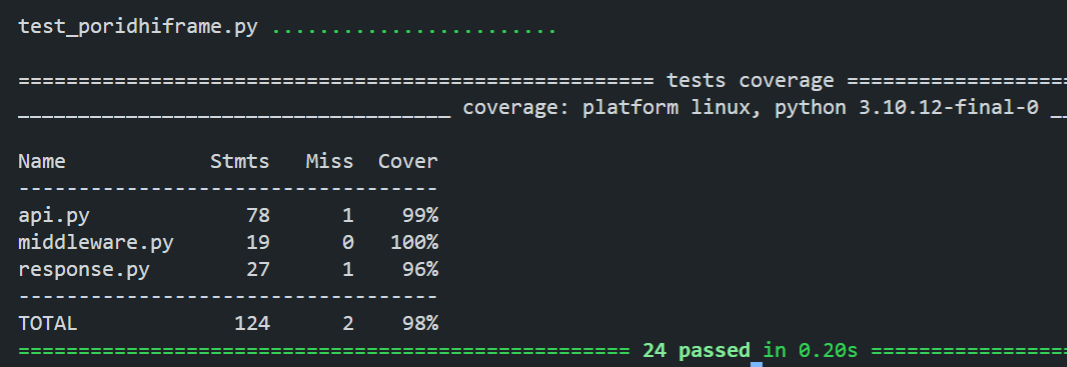 test_poridhiframe.py ........................
===================================================== tests coverage ===================
____________________________________ coverage: platform linux, python 3.10.12-final-0 __
Name            Stmts   Miss  Cover
-----------------------------------
api.py             78      1    99%
middleware.py      19      0   100%
response.py        27      1    96%
-----------------------------------
TOTAL             124      2    98%
=================================================== 24 passed in 0.20s =================